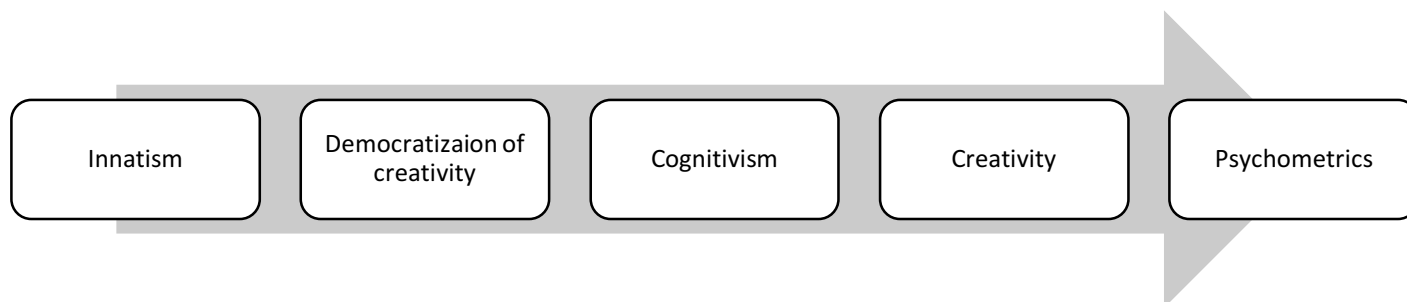 Innatism
Democratizaion of
creativity
Cognitivism
Creativity
Psychometrics